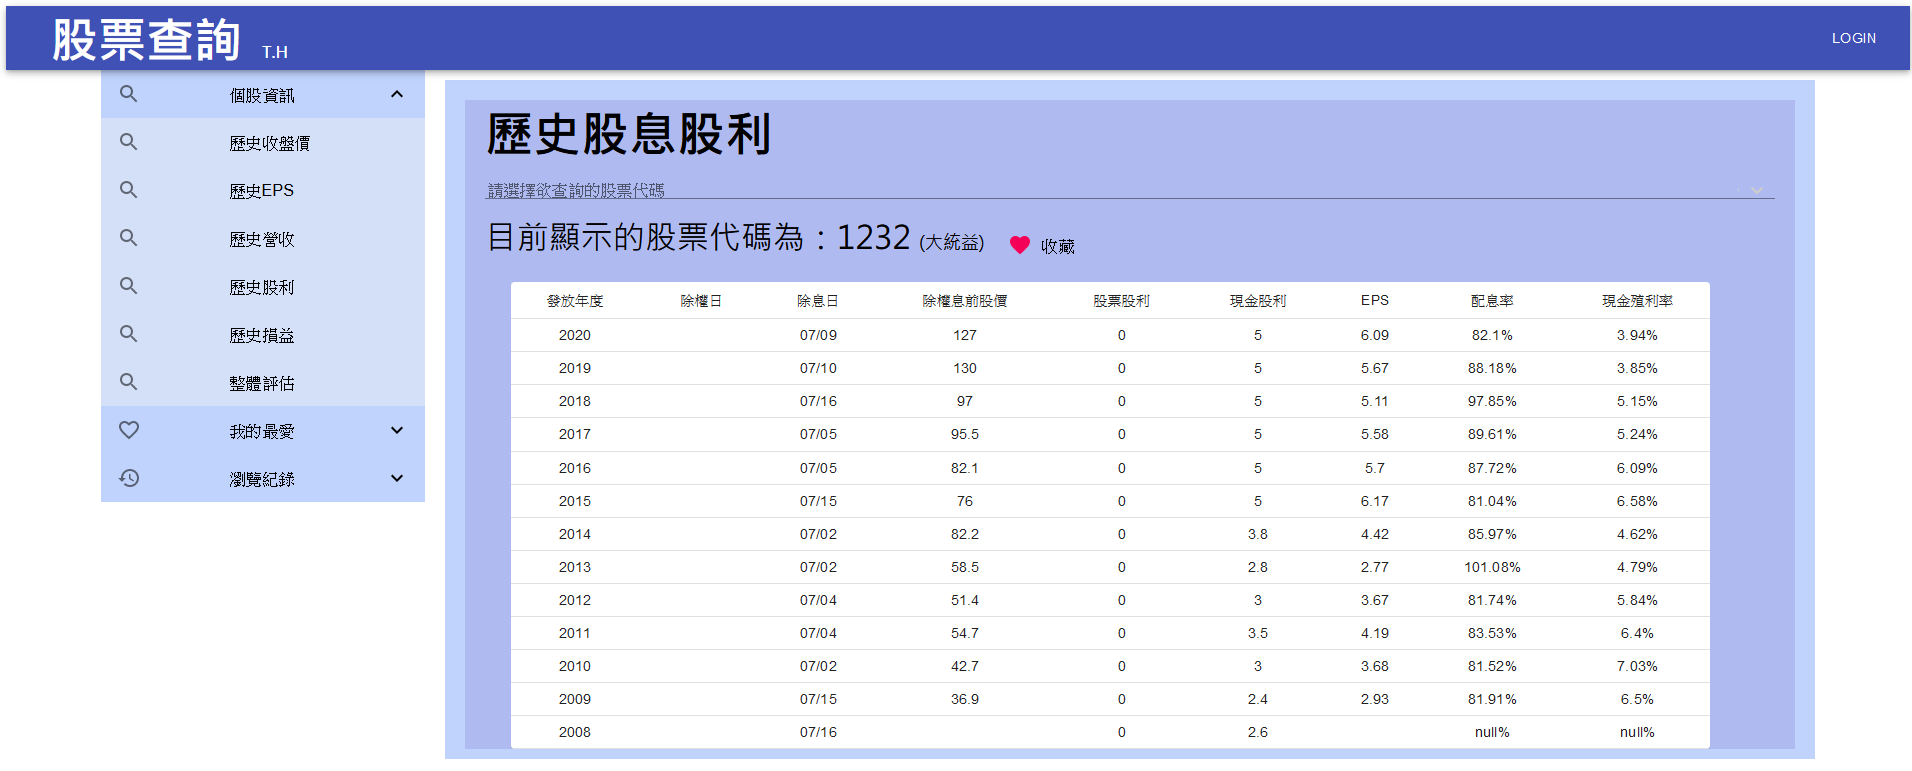 股票查詢 T.H
LOGIN
個股資訊
歷史收盤價
歷史EPS
歷史營收
歷史股利
歷史損益
整體評估
我的最愛
瀏覽紀錄
歷史股息股利
請選擇欲查詢的股票代碼
目前顯示的股票代碼為：1232 (大統益) 收藏
發放年度 除權日 除息日 除權息前股價 股票股利 現金股利 EPS 配息率 現金殖利率
2020 07/09 127 0 5 6.09 82.1% 3.94%
2019 07/10 130 0 5 5.67 88.18% 3.85%
2018 07/16 97 0 5 5.11 97.85% 5.15%
2017 07/05 95.5 0 5 5.58 89.61% 5.24%
2016 07/05 82.1 0 5 5.7 87.72% 6.09%
2015 07/15 76 0 5 6.17 81.04% 6.58%
2014 07/02 82.2 0 3.8 4.42 85.97% 4.62%
2013 07/02 58.5 0 2.8 2.77 101.08% 4.79%
2012 07/04 51.4 0 3 3.67 81.74% 5.84%
2011 07/04 54.7 0 3.5 4.19 83.53% 6.4%
2010 07/02 42.7 0 3 3.68 81.52% 7.03%
2009 07/15 36.9 0 2.4 2.93 81.91% 6.5%
2008 07/16 0 2.6 null% null%